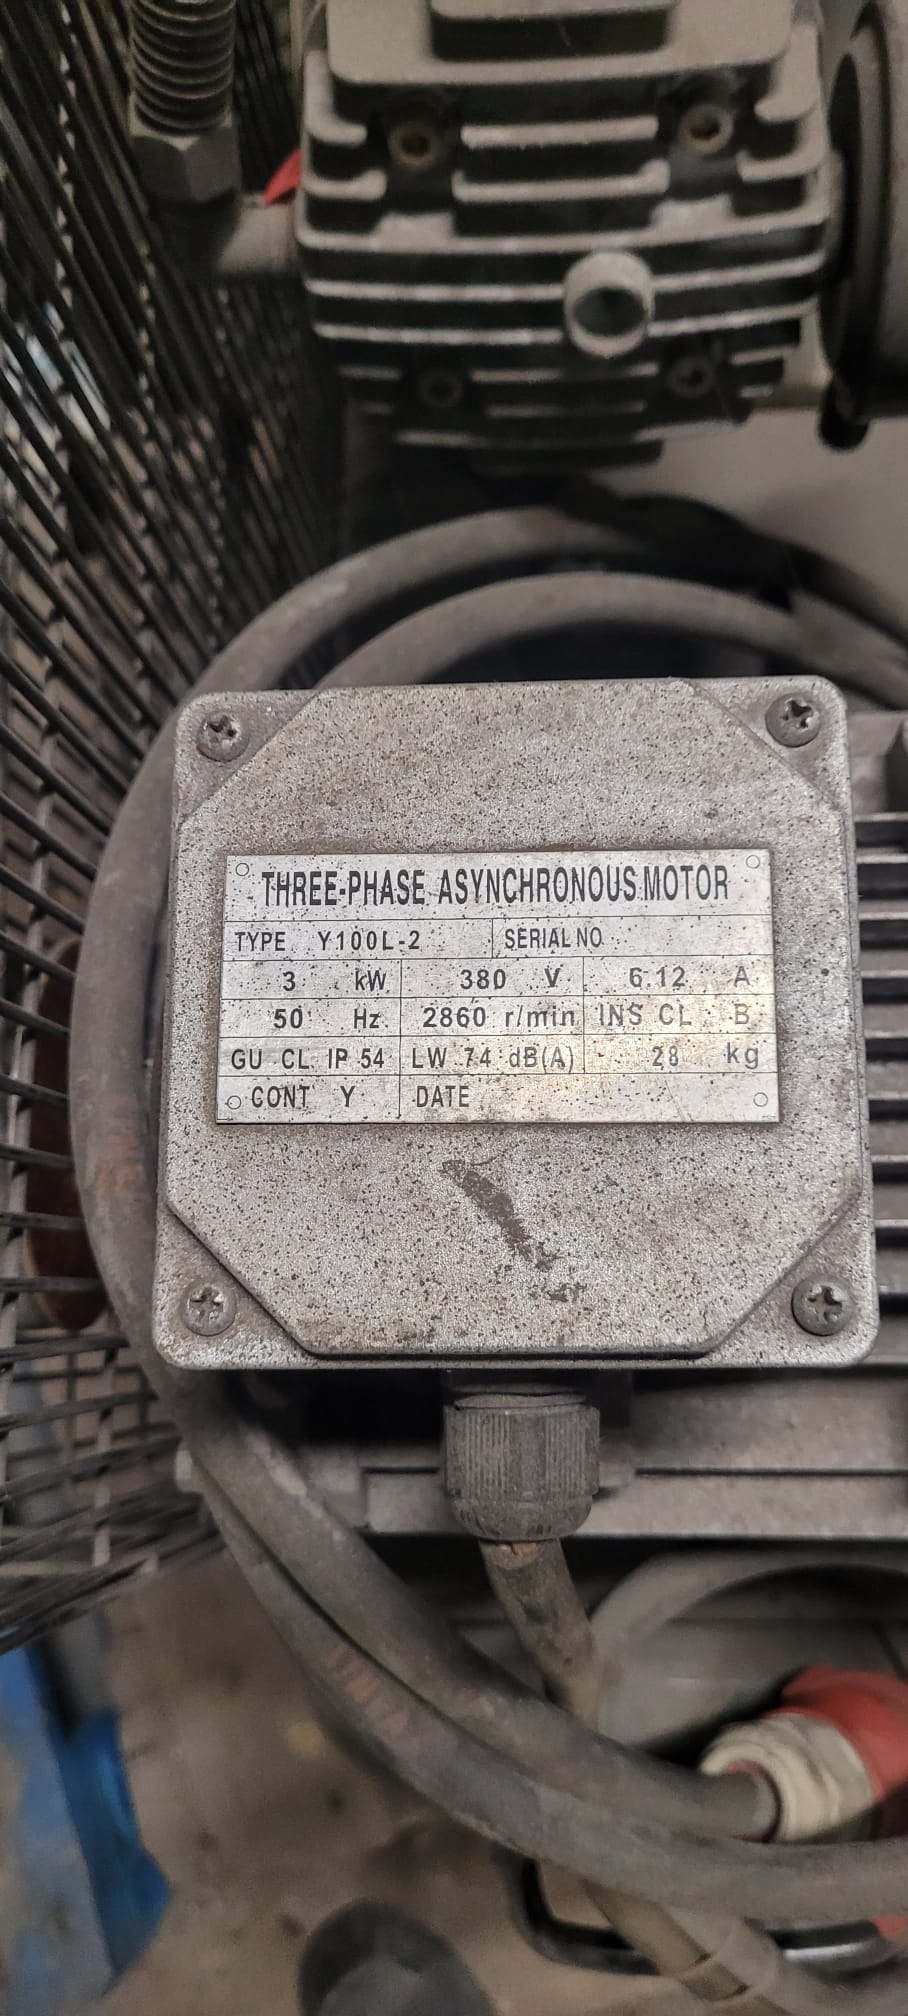 THREE-PHASE ASYNCHRONOUS MOTOR
TYPE Y100L-2 SERIAL NO
3 kW 380 V 6.12 A
50 Hz 2860 r/min INS CL B
GU CL IP 54 LW 74 dB(A) 28 kg
CONT Y DATE